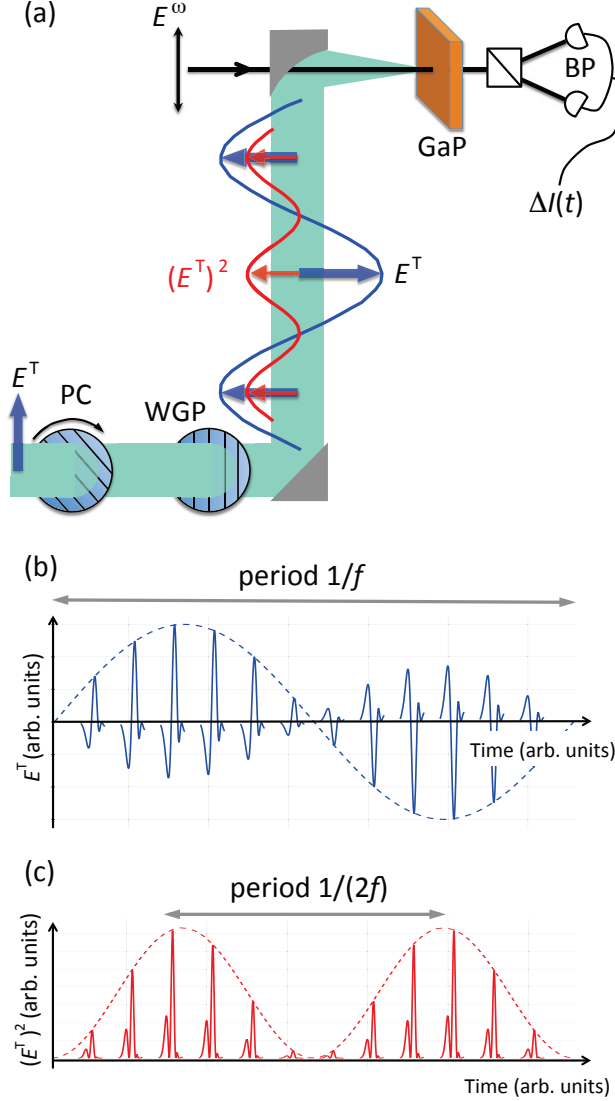 (a)
E^ω
BP
GaP
ΔI(t)
(E^T)^2
E^T
E^T
PC
WGP
(b)
period 1/f
E^T (arb. units)
Time (arb. units)
(c)
period 1/(2f)
(E^T)^2 (arb. units)
Time (arb. units)